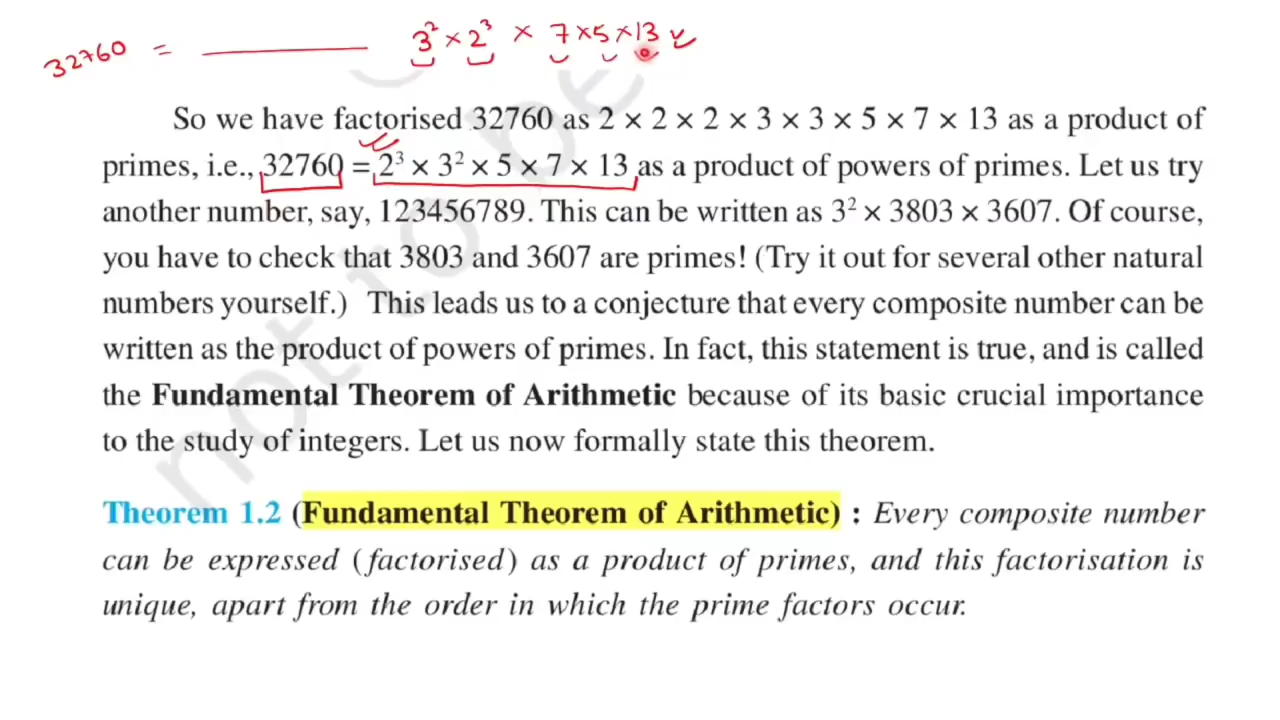 32760 = ______ 3² × 2³ × 7 × 5 × 13
So we have factorised 32760 as 2 × 2 × 2 × 3 × 3 × 5 × 7 × 13 as a product of
primes, i.e., 32760 = 2³ × 3² × 5 × 7 × 13 as a product of powers of primes. Let us try
another number, say, 123456789. This can be written as 3² × 3803 × 3607. Of course,
you have to check that 3803 and 3607 are primes! (Try it out for several other natural
numbers yourself.) This leads us to a conjecture that every composite number can be
written as the product of powers of primes. In fact, this statement is true, and is called
the Fundamental Theorem of Arithmetic because of its basic crucial importance
to the study of integers. Let us now formally state this theorem.
Theorem 1.2 (Fundamental Theorem of Arithmetic) : Every composite number
can be expressed (factorised) as a product of primes, and this factorisation is
unique, apart from the order in which the prime factors occur.
not to be